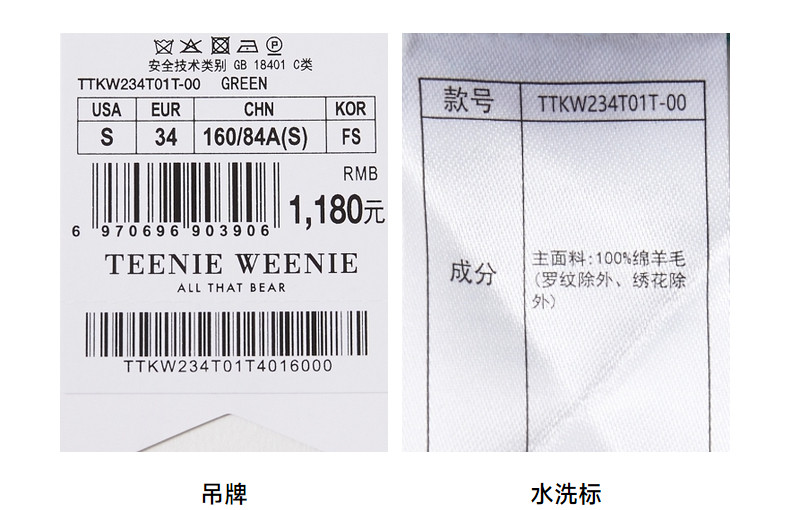 安全技术类别 GB 18401 C类
TTKW234T01T-00 GREEN
USA EUR CHN KOR
S 34 160/84A(S) FS
RMB
1,180元
6 970696 903906
TEENIE WEENIE
ALL THAT BEAR
TTKW234T01T4016000
款号 TTKW234T01T-00
成分
主面料:100%绵羊毛
(罗纹除外、绣花除
外)
吊牌
水洗标